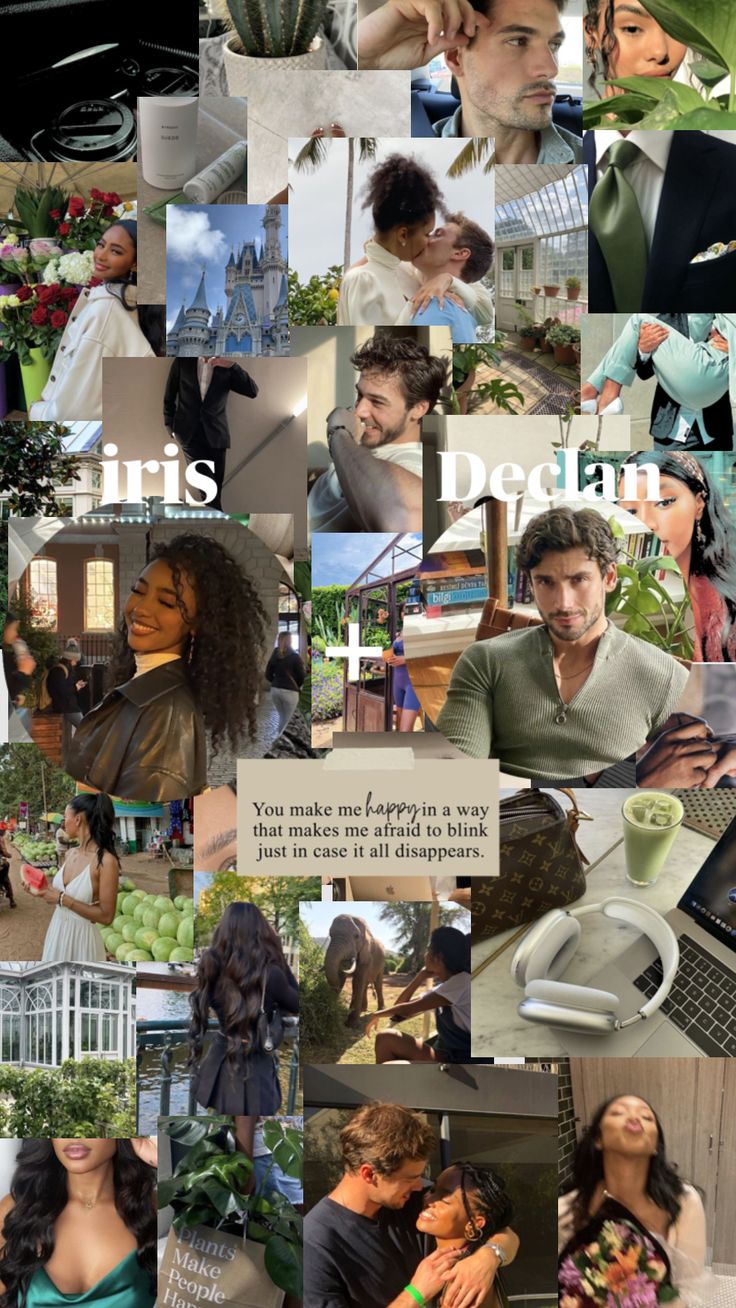 iris
Declan
+
You make me happy in a way
that makes me afraid to blink
just in case it all disappears.
Plants
Make
People